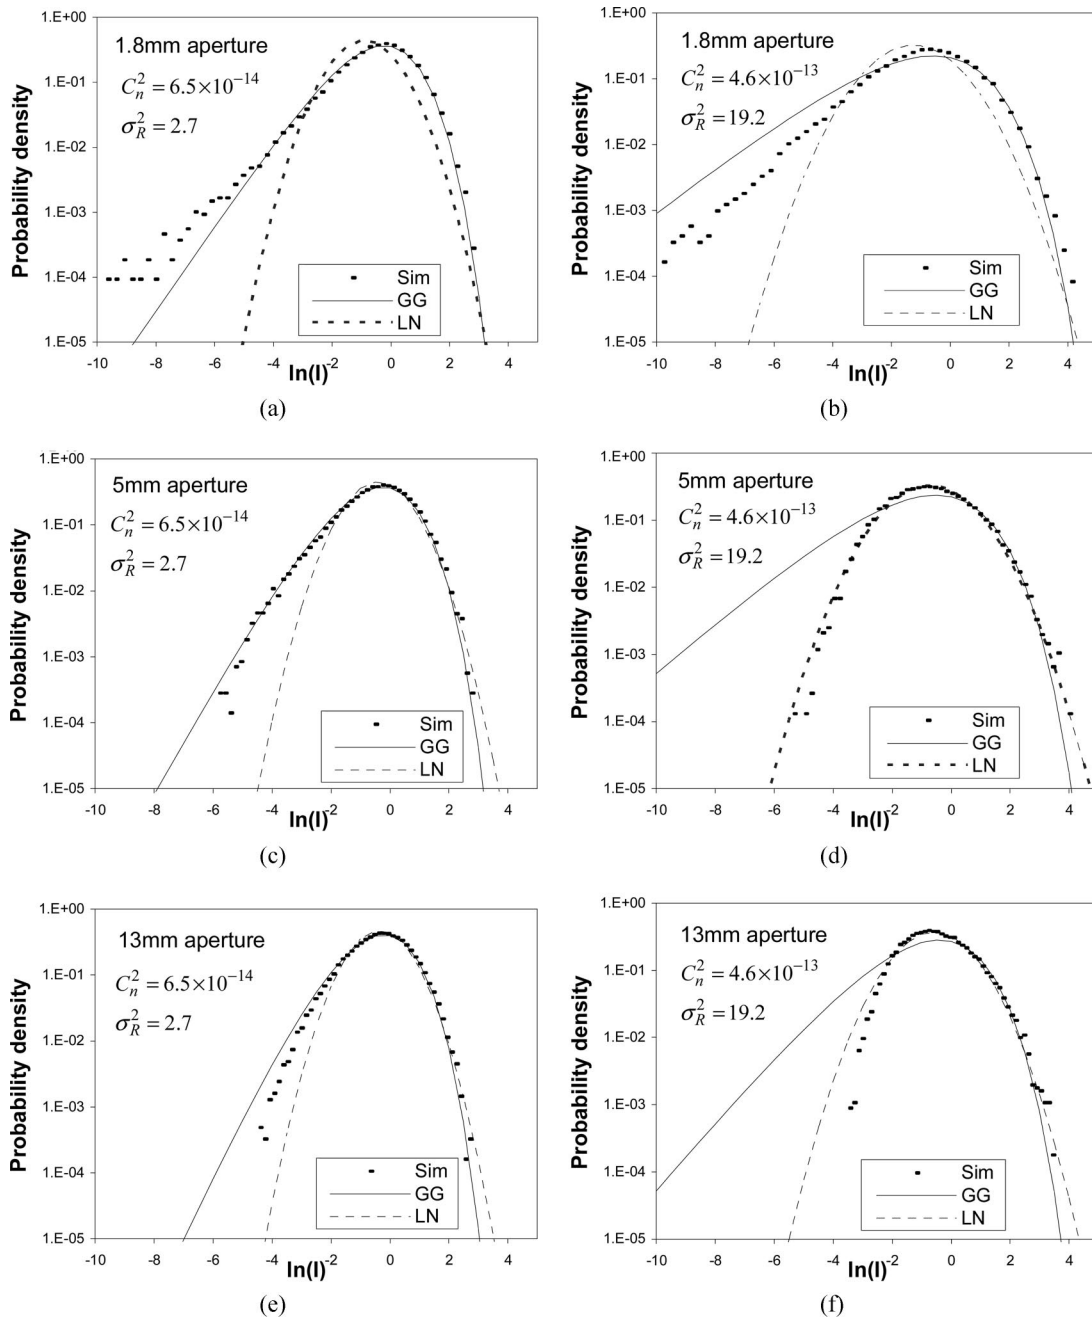 1.E+00
1.E-01
1.E-02
1.E-03
1.E-04
1.E-05
Probability density
1.8mm aperture
C_n^2 = 6.5×10^−14
σ_R^2 = 2.7
Sim
GG
LN
-10 -8 -6 -4 -2 0 2 4
ln(I)
(a)
1.E+00
1.E-01
1.E-02
1.E-03
1.E-04
1.E-05
Probability density
1.8mm aperture
C_n^2 = 4.6×10^−13
σ_R^2 = 19.2
Sim
GG
LN
-10 -8 -6 -4 -2 0 2 4
ln(I)
(b)
1.E+00
1.E-01
1.E-02
1.E-03
1.E-04
1.E-05
Probability density
5mm aperture
C_n^2 = 6.5×10^−14
σ_R^2 = 2.7
Sim
GG
LN
-10 -8 -6 -4 -2 0 2 4
ln(I)
(c)
1.E+00
1.E-01
1.E-02
1.E-03
1.E-04
1.E-05
Probability density
5mm aperture
C_n^2 = 4.6×10^−13
σ_R^2 = 19.2
Sim
GG
LN
-10 -8 -6 -4 -2 0 2 4
ln(I)
(d)
1.E+00
1.E-01
1.E-02
1.E-03
1.E-04
1.E-05
Probability density
13mm aperture
C_n^2 = 6.5×10^−14
σ_R^2 = 2.7
Sim
GG
LN
-10 -8 -6 -4 -2 0 2 4
ln(I)
(e)
1.E+00
1.E-01
1.E-02
1.E-03
1.E-04
1.E-05
Probability density
13mm aperture
C_n^2 = 4.6×10^−13
σ_R^2 = 19.2
Sim
GG
LN
-10 -8 -6 -4 -2 0 2 4
ln(I)
(f)